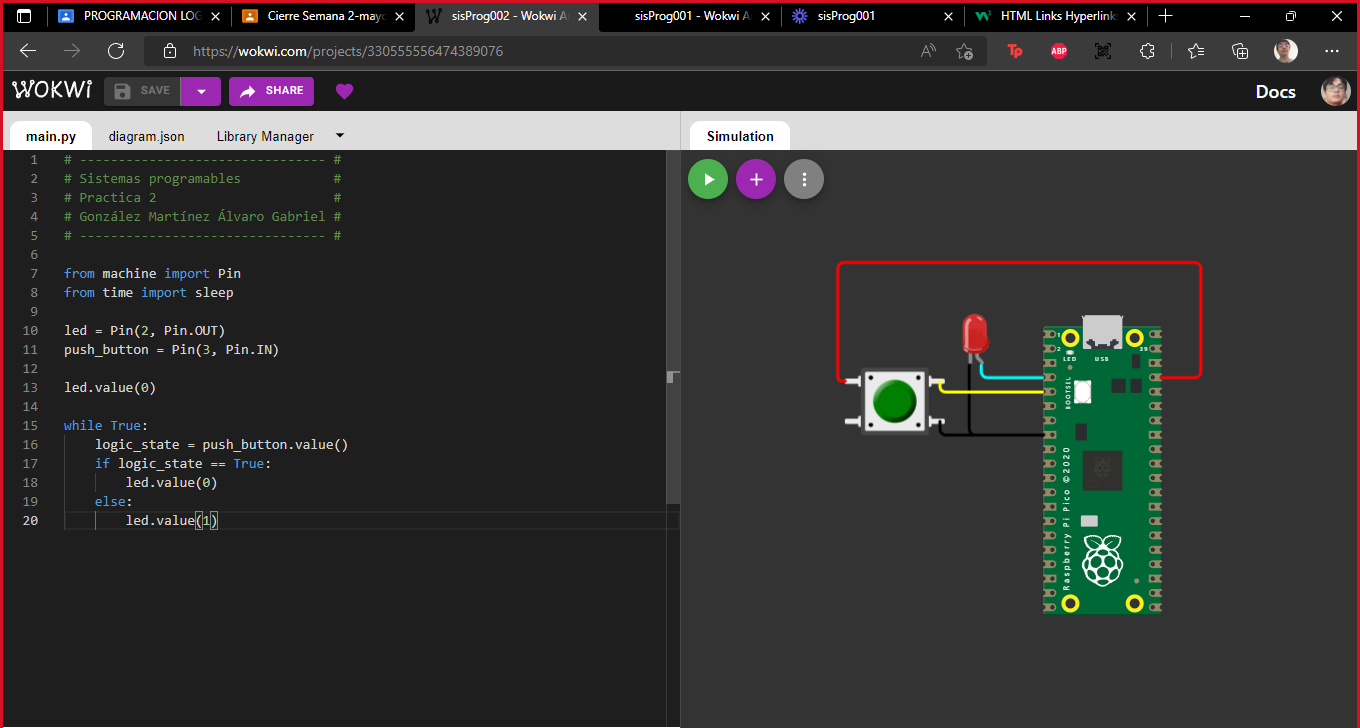 PROGRAMACION LOG
Cierre Semana 2-mayo
sisProg002 - Wokwi A
sisProg001 - Wokwi A
sisProg001
HTML Links Hyperlink
https://wokwi.com/projects/330555556474389076
A
Tp
ABP
WOKWI
SAVE
SHARE
Docs
main.py
diagram.json
Library Manager
Simulation
1 # -------------------------------- #
2 # Sistemas programables #
3 # Practica 2 #
4 # González Martínez Álvaro Gabriel #
5 # -------------------------------- #
6
7 from machine import Pin
8 from time import sleep
9
10 led = Pin(2, Pin.OUT)
11 push_button = Pin(3, Pin.IN)
12
13 led.value(0)
14
15 while True:
16     logic_state = push_button.value()
17     if logic_state == True:
18         led.value(0)
19     else:
20         led.value(1)
1
2
39
LED
USB
BOOTSEL
Raspberry Pi Pico ©2020